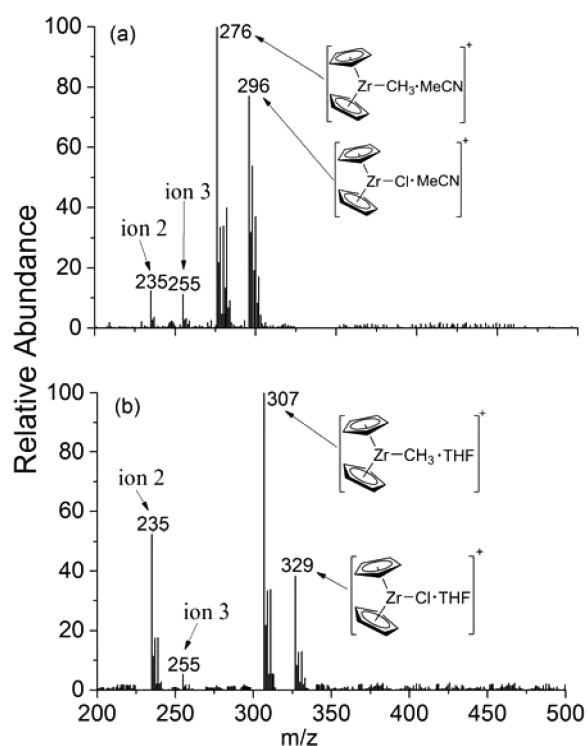 Relative Abundance
(a)
100
80
60
40
20
0
276
296
ion 2
ion 3
235
255
Zr—CH₃·MeCN
+
Zr—Cl·MeCN
+
(b)
100
80
60
40
20
0
307
329
ion 2
235
ion 3
255
Zr—CH₃·THF
+
Zr—Cl·THF
+
200 250 300 350 400 450 500
m/z